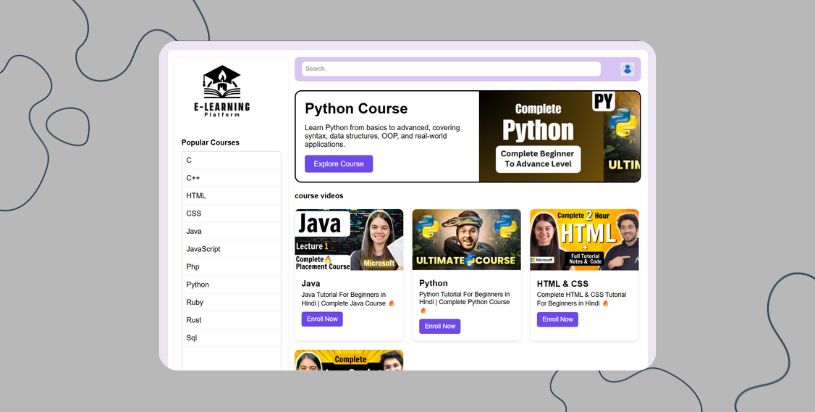 E-LEARNING
Platform
Popular Courses
C
C++
HTML
CSS
Java
JavaScript
Php
Python
Ruby
Rust
Sql
Search...
Python Course
Learn Python from basics to advanced, covering
syntax, data structures, OOP, and real-world
applications.
Explore Course
Complete
Python
Complete Beginner
To Advance Level
PY
ULTIM
course videos
Java
Lecture 1
Complete
Placement Course
Microsoft
Java
Java Tutorial For Beginners in
Hindi | Complete Java Course 🔥
Enroll Now
ULTIMATE COURSE
Python
Python Tutorial For Beginners in
Hindi | Complete Python Course
🔥
Enroll Now
Complete 2 Hour
HTML
+
Full Tutorial
Notes & Code
Microsoft
HTML & CSS
Complete HTML & CSS Tutorial
For Beginners in Hindi 🔥
Enroll Now
Complete